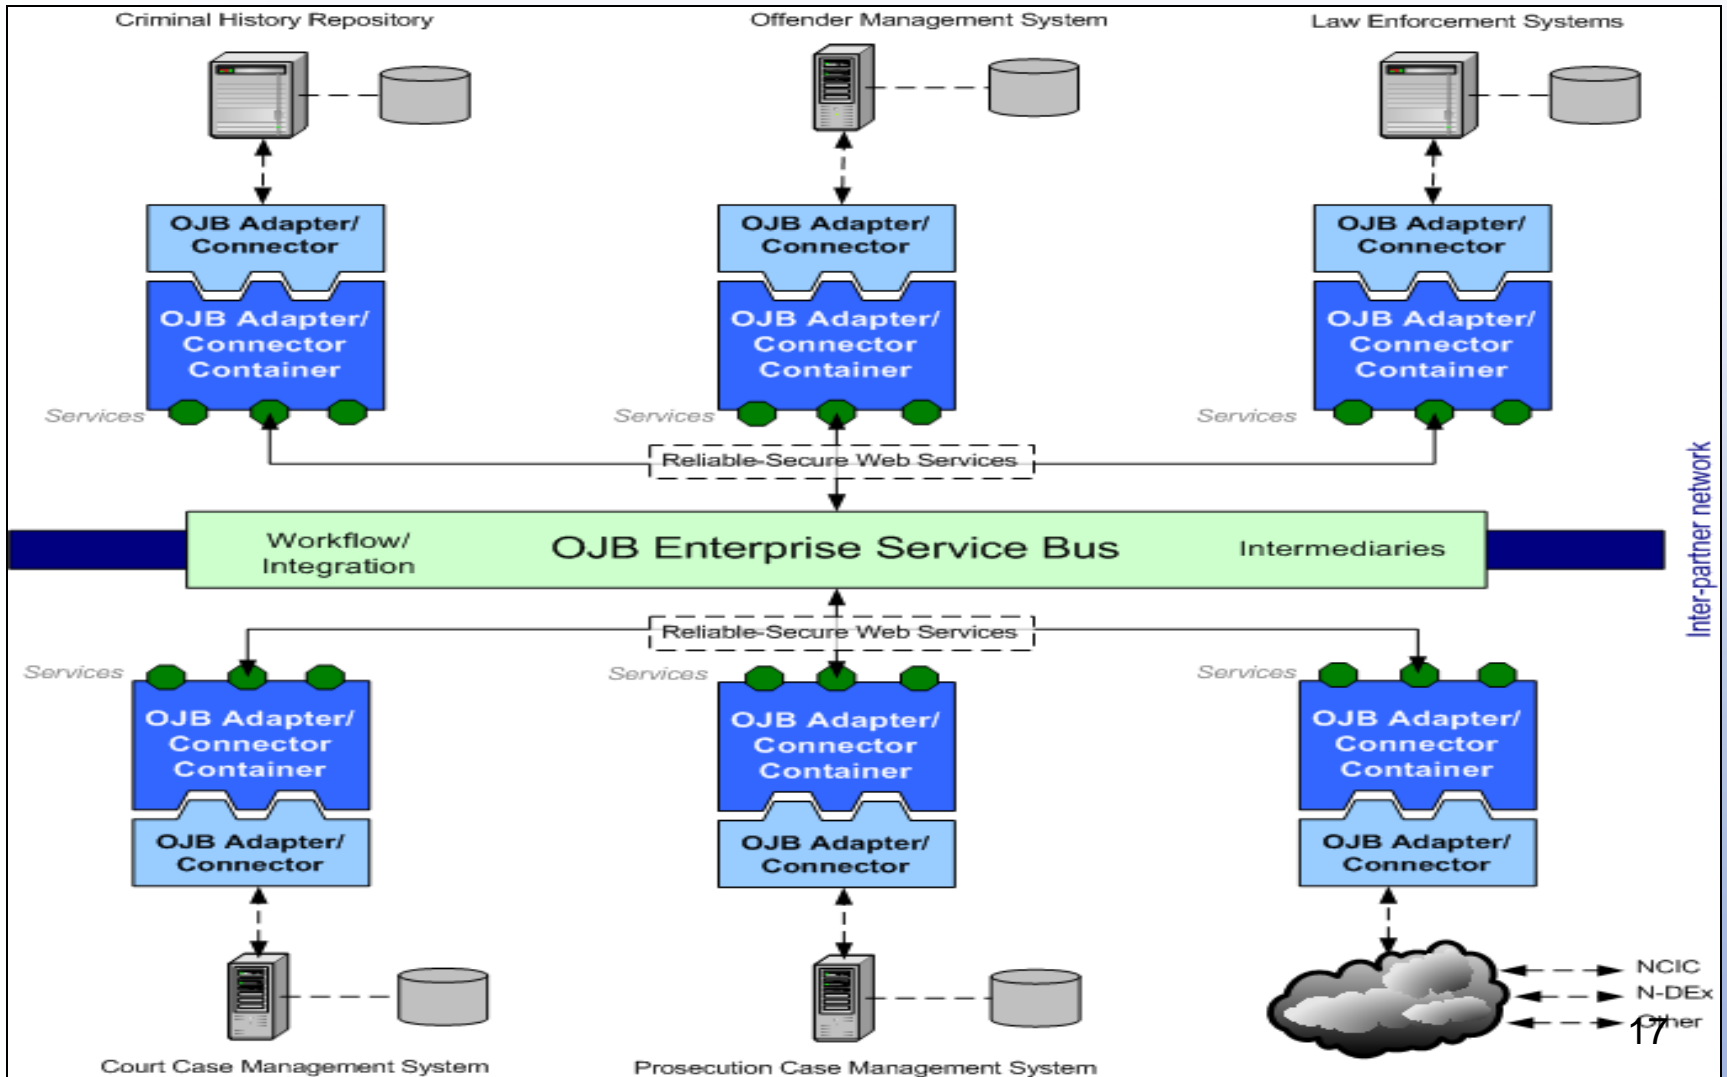 Criminal History Repository
Offender Management System
Law Enforcement Systems
OJB Adapter/
Connector
OJB Adapter/
Connector
OJB Adapter/
Connector
OJB Adapter/
Connector
Container
OJB Adapter/
Connector
Container
OJB Adapter/
Connector
Container
Services
Services
Services
Reliable-Secure Web Services
Inter-partner network
Workflow/
Integration
OJB Enterprise Service Bus
Intermediaries
Reliable-Secure Web Services
Services
Services
Services
OJB Adapter/
Connector
Container
OJB Adapter/
Connector
Container
OJB Adapter/
Connector
Container
OJB Adapter/
Connector
OJB Adapter/
Connector
OJB Adapter/
Connector
NCIC
N-DEx
Other
17
Court Case Management System
Prosecution Case Management System